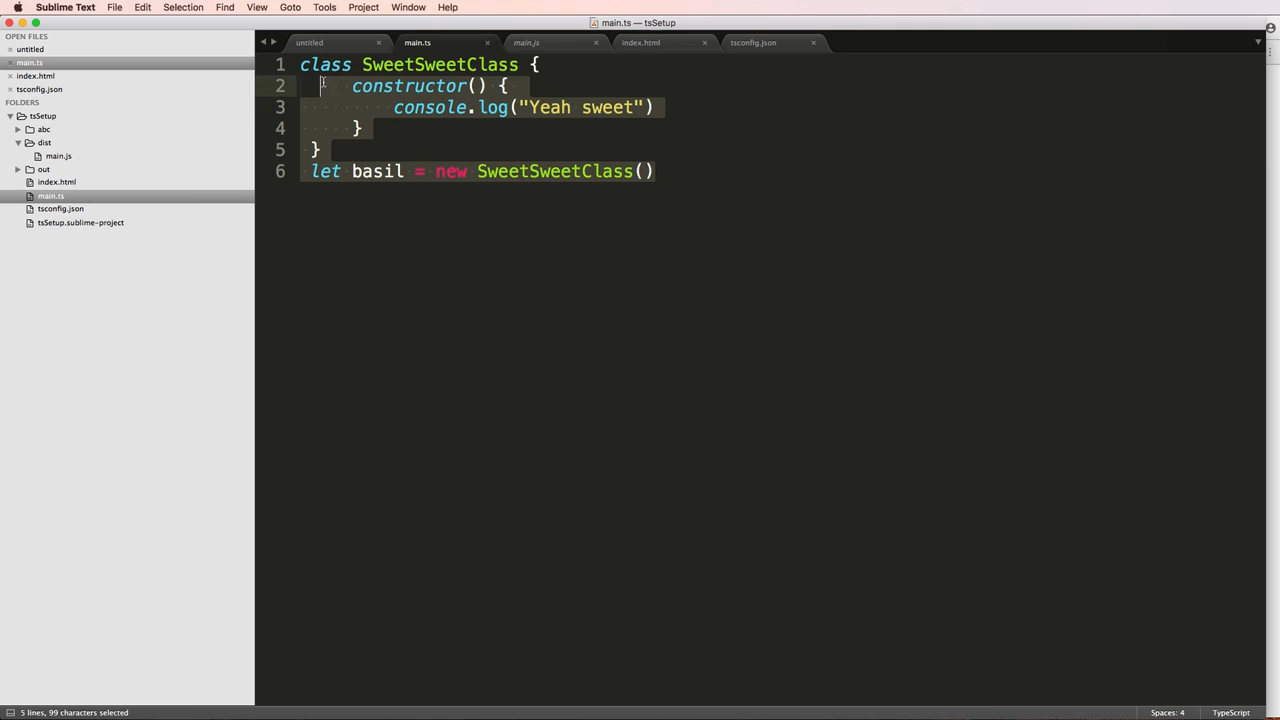 Sublime Text File Edit Selection Find View Goto Tools Project Window Help
main.ts — tsSetup
OPEN FILES
untitled
main.ts
index.html
tsconfig.json
FOLDERS
tsSetup
abc
dist
main.js
out
index.html
main.ts
tsconfig.json
tsSetup.sublime-project
untitled main.ts main.js index.html tsconfig.json
1 class SweetSweetClass {
2 constructor() {
3 console.log("Yeah sweet")
4 }
5 }
6 let basil = new SweetSweetClass()
5 lines, 99 characters selected
Spaces: 4 TypeScript